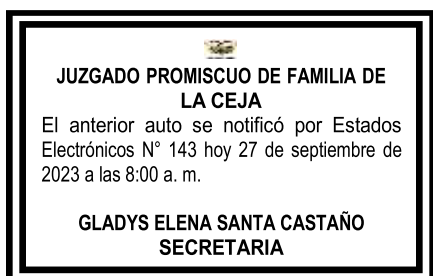 JUZGADO PROMISCUO DE FAMILIA DE
LA CEJA
El anterior auto se notificó por Estados
Electrónicos N° 143 hoy 27 de septiembre de
2023 a las 8:00 a. m.
GLADYS ELENA SANTA CASTAÑO
SECRETARIA